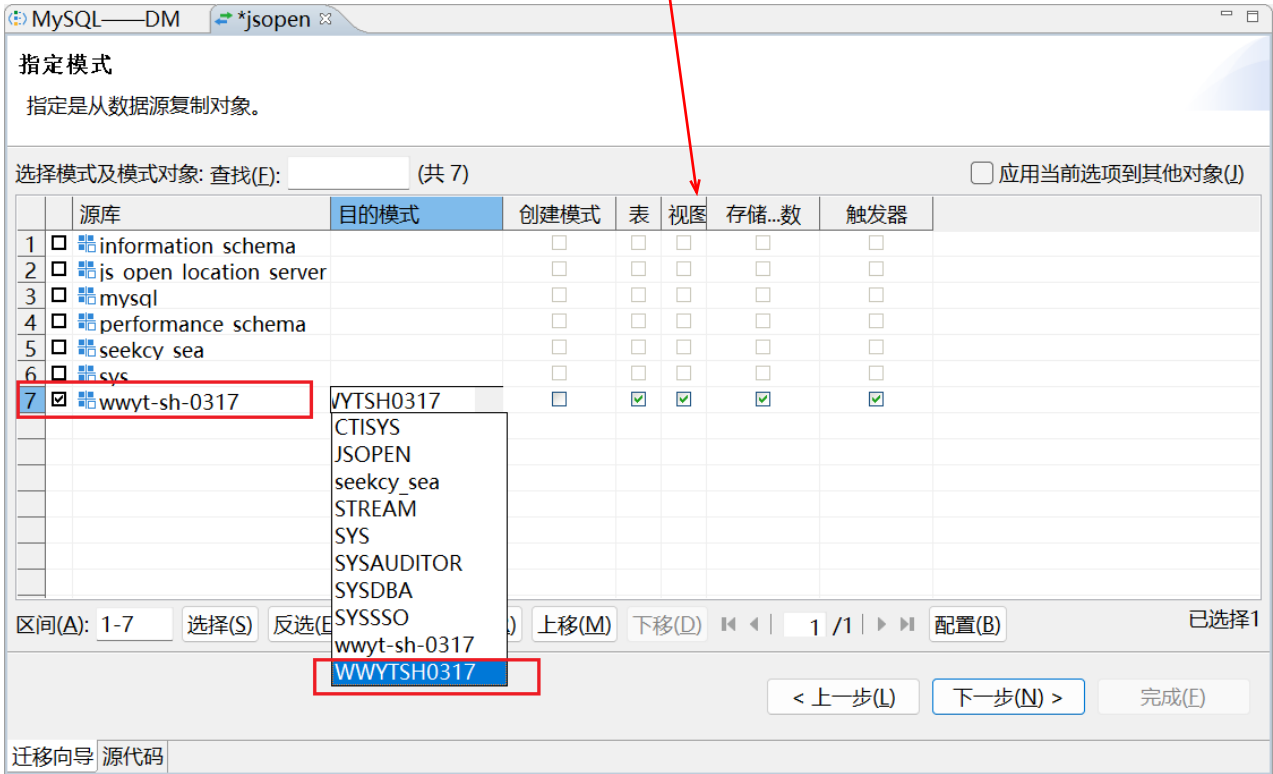 MySQL——DM *jsopen
指定模式
指定是从数据源复制对象。
选择模式及模式对象: 查找(F): (共 7) 应用当前选项到其他对象(J)
源库 目的模式 创建模式 表 视图 存储...数 触发器
1 information schema
2 js open location server
3 mysql
4 performance schema
5 seekcy sea
6 sys
7 wwyt-sh-0317 YTSH0317
CTISYS
JSOPEN
seekcy_sea
STREAM
SYS
SYSAUDITOR
SYSDBA
SYSSSO
wwyt-sh-0317
WWYTSH0317
区间(A): 1-7 选择(S) 反选( ) 上移(M) 下移(D) 1 /1 配置(B) 已选择1
< 上一步(L) 下一步(N) > 完成(F)
迁移向导 源代码